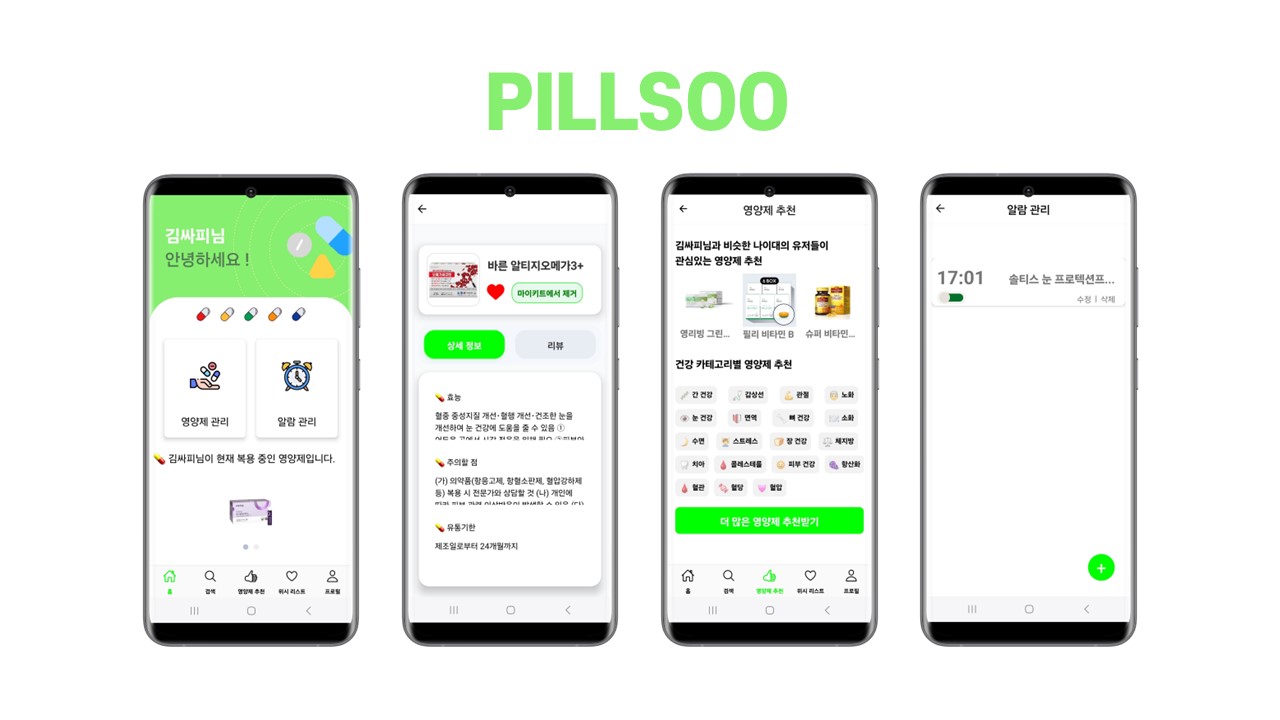 PILLSOO
김싸피님
안녕하세요 !
영양제 관리
알람 관리
김싸피님이 현재 복용 중인 영양제입니다.
홈
검색
영양제 추천
위시 리스트
프로필
바른 알티지오메가3+
마이키트에서 제거
상세 정보
리뷰
효능
혈중 중성지질 개선·혈행 개선·건조한 눈을
개선하여 눈 건강에 도움을 줄 수 있음 ①
주의할 점
(가) 의약품(항응고제, 항혈소판제, 혈압강하제
등) 복용 시 전문가와 상담할 것 (나) 개인에
유통기한
제조일로부터 24개월까지
영양제 추천
김싸피님과 비슷한 나이대의 유저들이
관심있는 영양제 추천
영리빙 그린...
필리 비타민 B
슈퍼 비타민...
건강 카테고리별 영양제 추천
간 건강
갑상선
관절
노화
눈 건강
면역
뼈 건강
소화
수면
스트레스
장 건강
체지방
치아
콜레스테롤
피부 건강
항산화
혈관
혈당
혈압
더 많은 영양제 추천받기
홈
검색
영양제 추천
위시 리스트
프로필
알람 관리
17:01
솔티스 눈 프로텍션프...
수정 | 삭제